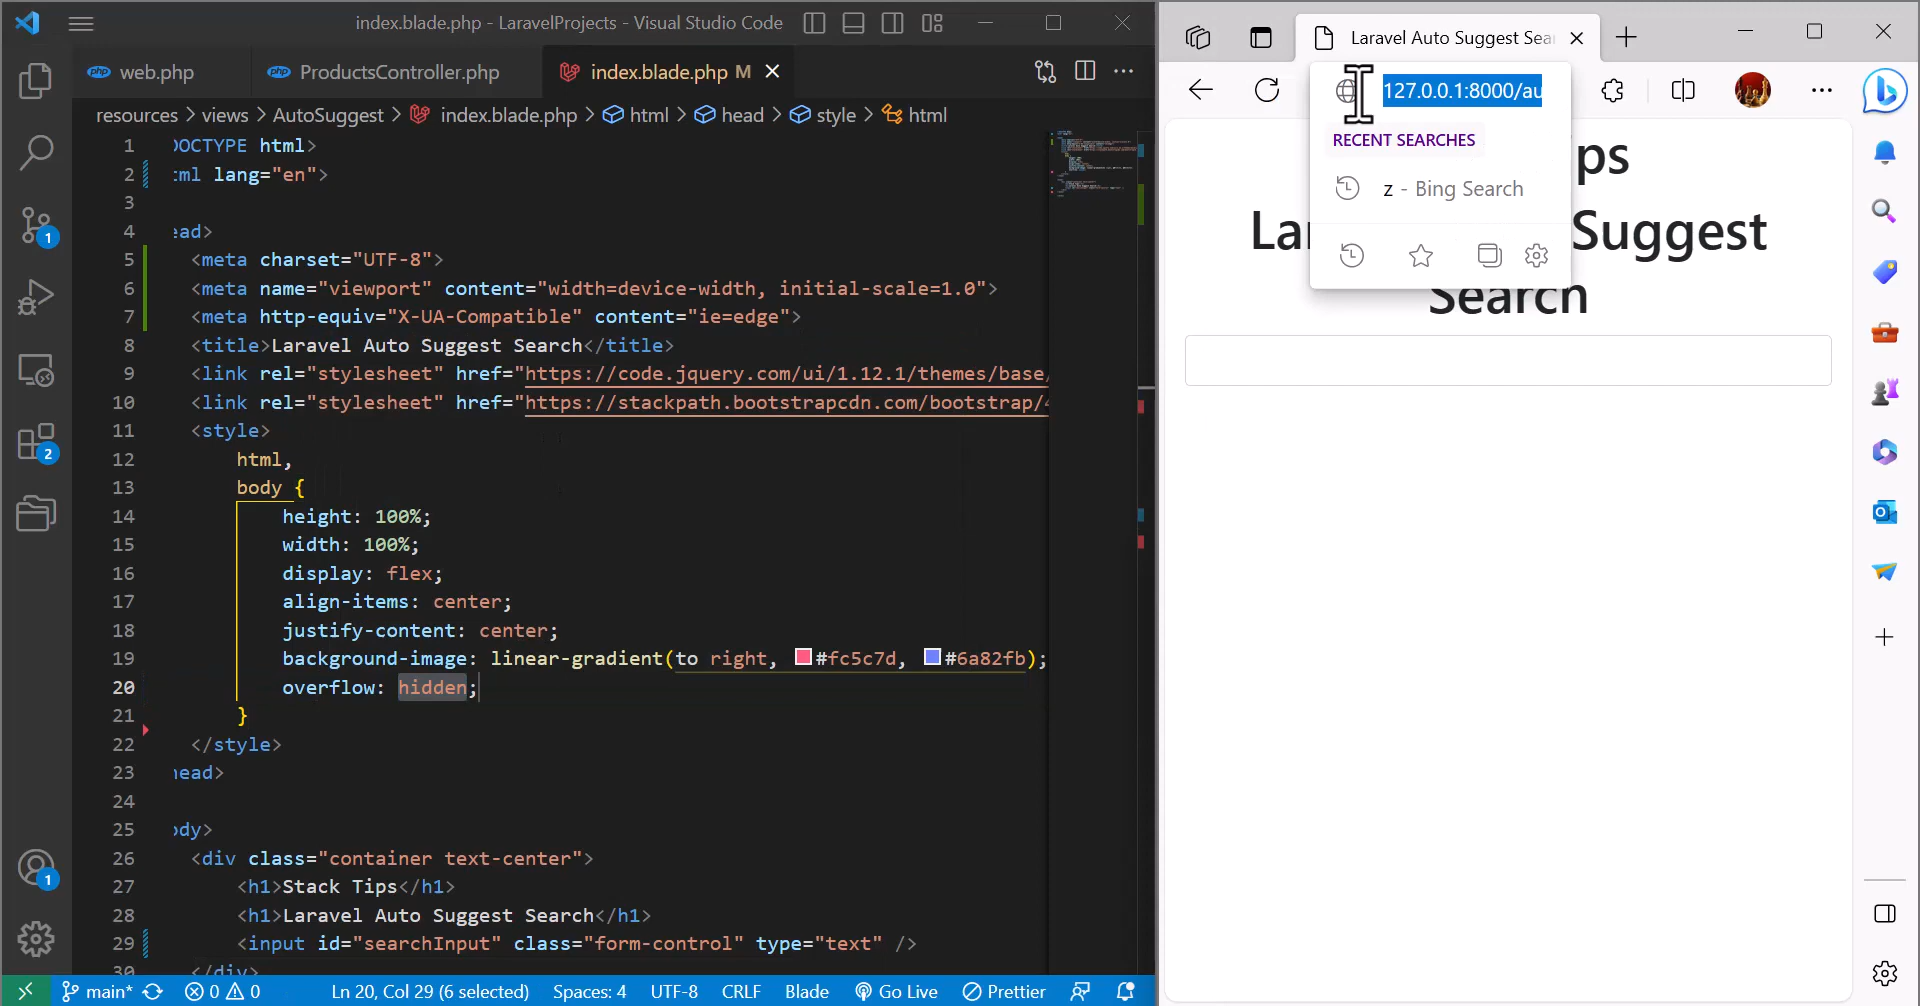 index.blade.php - LaravelProjects - Visual Studio Code
web.php
ProductsController.php
index.blade.php M
resources > views > AutoSuggest > index.blade.php > html > head > style > html
1 DOCTYPE html>
2 ml lang="en">
3
4 ead>
5 <meta charset="UTF-8">
6 <meta name="viewport" content="width=device-width, initial-scale=1.0">
7 <meta http-equiv="X-UA-Compatible" content="ie=edge">
8 <title>Laravel Auto Suggest Search</title>
9 <link rel="stylesheet" href="https://code.jquery.com/ui/1.12.1/themes/base/
10 <link rel="stylesheet" href="https://stackpath.bootstrapcdn.com/bootstrap/4
11 <style>
12 html,
13 body {
14 height: 100%;
15 width: 100%;
16 display: flex;
17 align-items: center;
18 justify-content: center;
19 background-image: linear-gradient(to right, #fc5c7d, #6a82fb);
20 overflow: hidden;
21 }
22 </style>
23 head>
24
25 ody>
26 <div class="container text-center">
27 <h1>Stack Tips</h1>
28 <h1>Laravel Auto Suggest Search</h1>
29 <input id="searchInput" class="form-control" type="text" />
30 </div>
1
2
1
main*
0
0
Ln 20, Col 29 (6 selected)
Spaces: 4
UTF-8
CRLF
Blade
Go Live
Prettier
Laravel Auto Suggest Sea
127.0.0.1:8000/au
RECENT SEARCHES
z - Bing Search
ps
La Suggest
Search